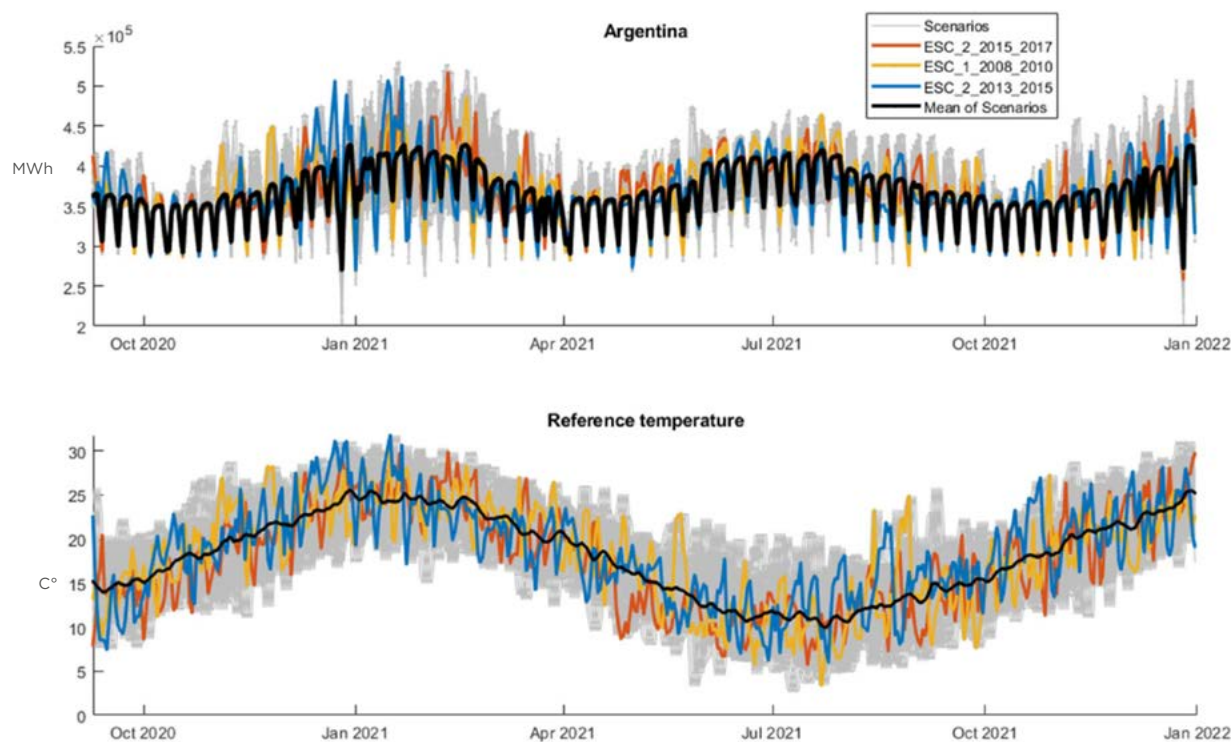 Argentina
× 10^5
5.5
5
4.5
4
3.5
3
2.5
2
MWh
Oct 2020
Jan 2021
Apr 2021
Jul 2021
Oct 2021
Jan 2022
Scenarios
ESC_2_2015_2017
ESC_1_2008_2010
ESC_2_2013_2015
Mean of Scenarios
Reference temperature
30
25
20
15
10
5
0
C°
Oct 2020
Jan 2021
Apr 2021
Jul 2021
Oct 2021
Jan 2022